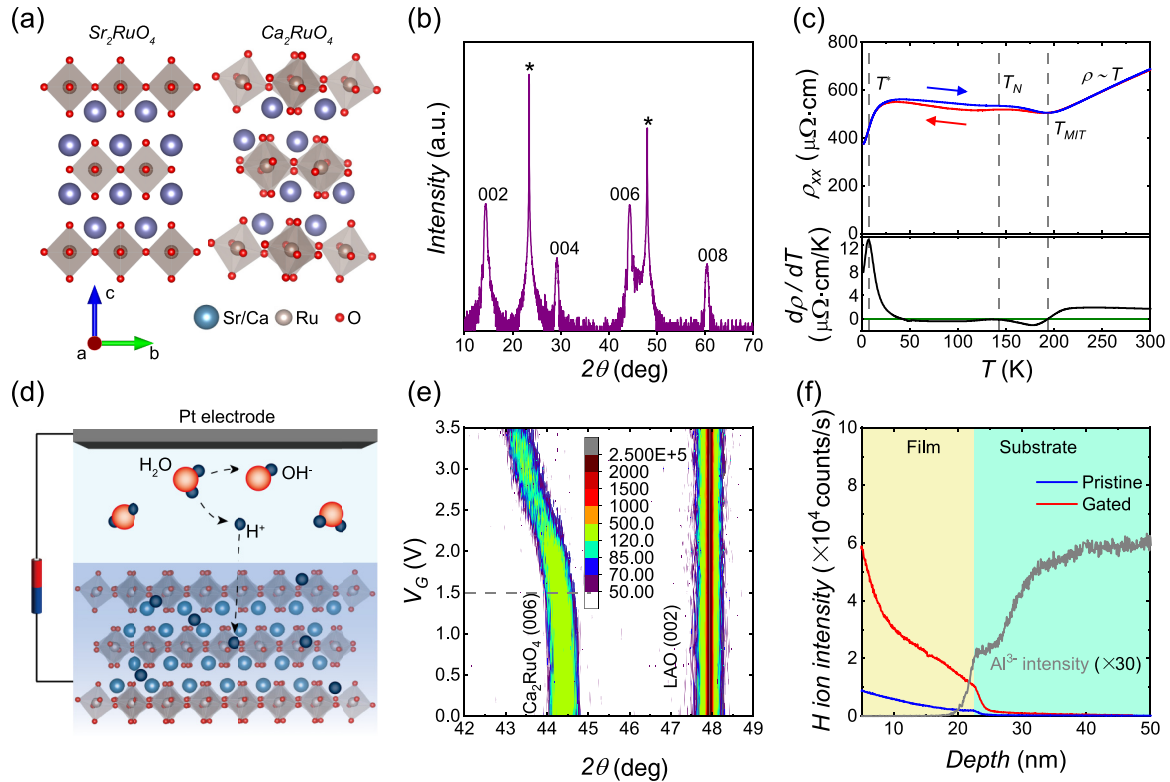 (a)
Sr₂RuO₄
Ca₂RuO₄
c
a
b
Sr/Ca
Ru
O
(b)
Intensity (a.u.)
002
*
004
006
*
008
10
20
30
40
50
60
70
2θ (deg)
(c)
800
600
400
200
0
ρxx (μΩ·cm)
T*
T_N
T_MIT
ρ ~ T
12
8
4
0
dρ / dT
(μΩ·cm/K)
0
50
100
150
200
250
300
T (K)
(d)
Pt electrode
H₂O
OH⁻
H⁺
(e)
3.5
3.0
2.5
2.0
1.5
1.0
0.5
0.0
V_G (V)
2.500E+5
2000
1500
1000
500.0
120.0
85.00
70.00
50.00
Ca₂RuO₄ (006)
LAO (002)
42
43
44
45
46
47
48
49
2θ (deg)
(f)
10
8
6
4
2
0
H ion intensity (×10⁴ counts/s)
Film
Substrate
Pristine
Gated
Al³⁻ intensity (×30)
10
20
30
40
50
Depth (nm)